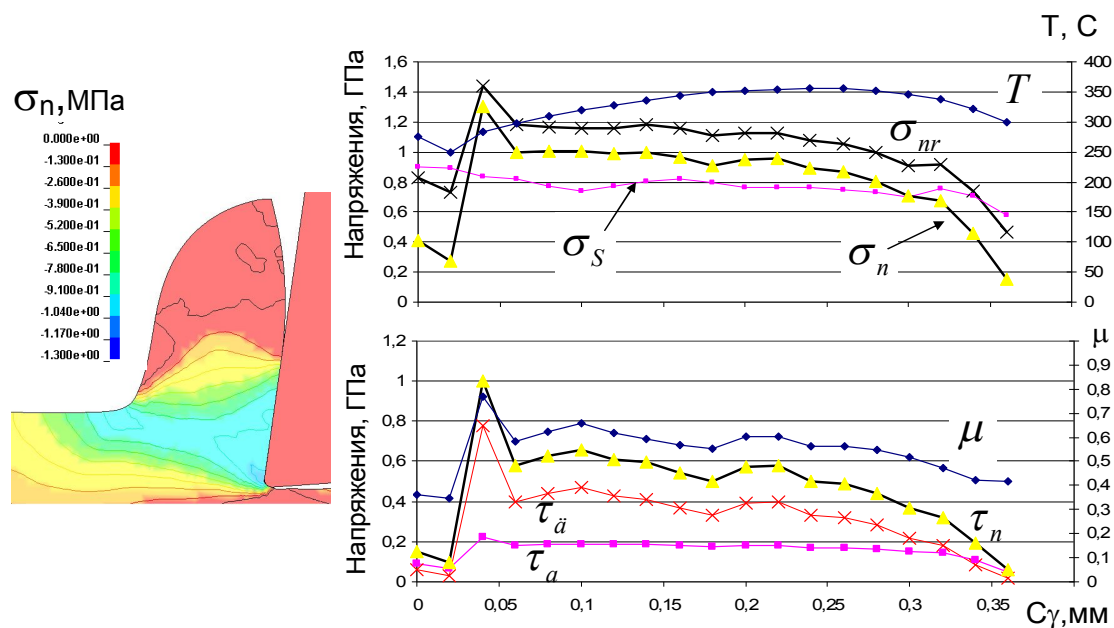 σn,МПа
0.000e+00
-1.300e-01
-2.600e-01
-3.900e-01
-5.200e-01
-6.500e-01
-7.800e-01
-9.100e-01
-1.040e+00
-1.170e+00
-1.300e+00
T, C
Напряжения, ГПа
1,6
1,4
1,2
1
0,8
0,6
0,4
0,2
0
400
350
300
250
200
150
100
50
0
T
σnr
σS
σn
Напряжения, ГПа
1,2
1
0,8
0,6
0,4
0,2
0
μ
0,9
0,8
0,7
0,6
0,5
0,4
0,3
0,2
0,1
0
μ
τä
τn
τa
0 0,05 0,1 0,15 0,2 0,25 0,3 0,35
Cγ,мм